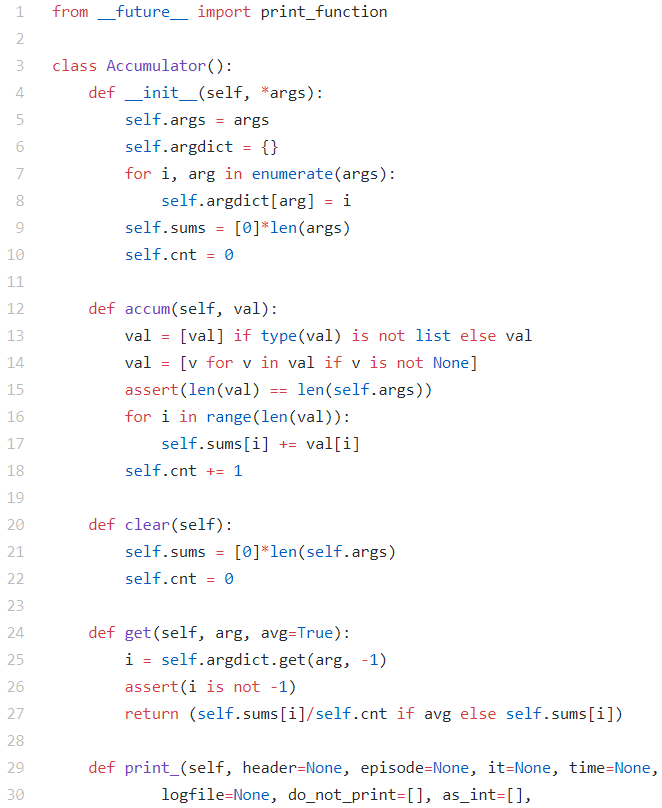 1 from __future__ import print_function
2
3 class Accumulator():
4     def __init__(self, *args):
5         self.args = args
6         self.argdict = {}
7         for i, arg in enumerate(args):
8             self.argdict[arg] = i
9         self.sums = [0]*len(args)
10         self.cnt = 0
11
12     def accum(self, val):
13         val = [val] if type(val) is not list else val
14         val = [v for v in val if v is not None]
15         assert(len(val) == len(self.args))
16         for i in range(len(val)):
17             self.sums[i] += val[i]
18         self.cnt += 1
19
20     def clear(self):
21         self.sums = [0]*len(self.args)
22         self.cnt = 0
23
24     def get(self, arg, avg=True):
25         i = self.argdict.get(arg, -1)
26         assert(i is not -1)
27         return (self.sums[i]/self.cnt if avg else self.sums[i])
28
29     def print_(self, header=None, episode=None, it=None, time=None,
30             logfile=None, do_not_print=[], as_int=[],